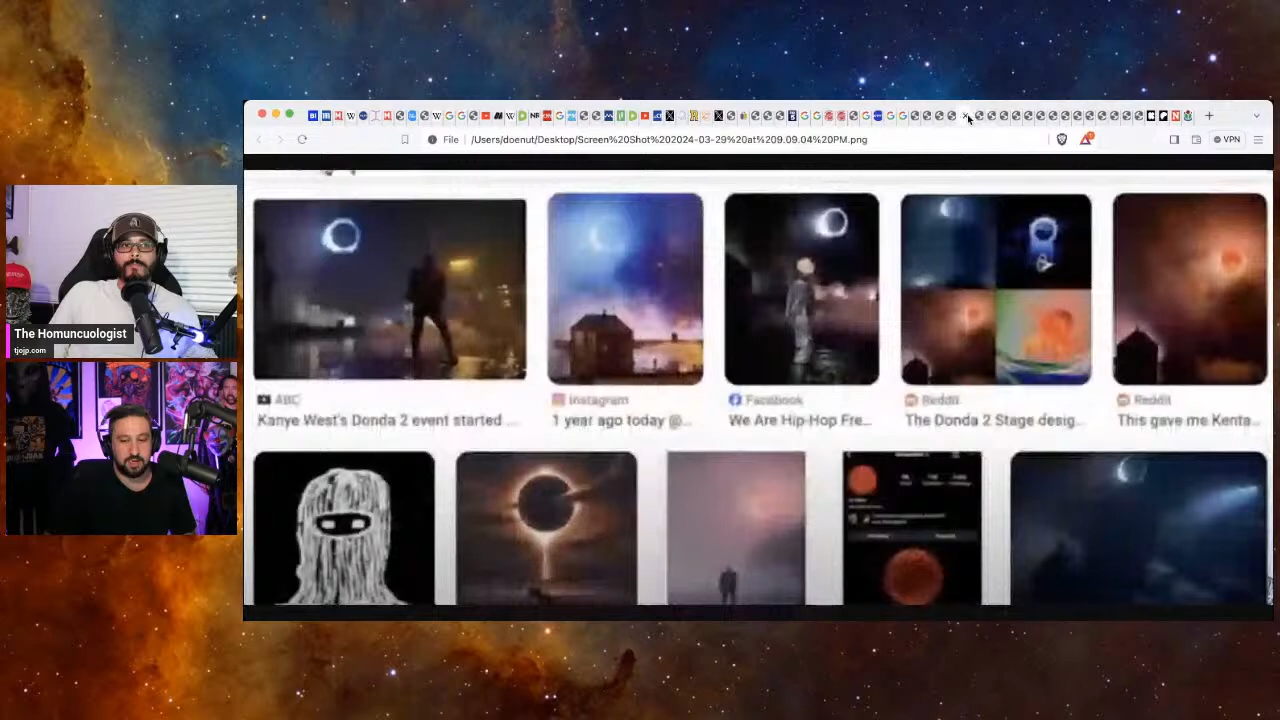 File /Users/doenut/Desktop/Screen%20Shot%202024-03-29%20at%209.09.04%20PM.png
VPN
ABC
Kanye West's Donda 2 event started ...
Instagram
1 year ago today @...
Facebook
We Are Hip-Hop Fre...
Reddit
The Donda 2 Stage desig...
Reddit
This gave me Kenta...
The Homuncuologist
tjojp.com